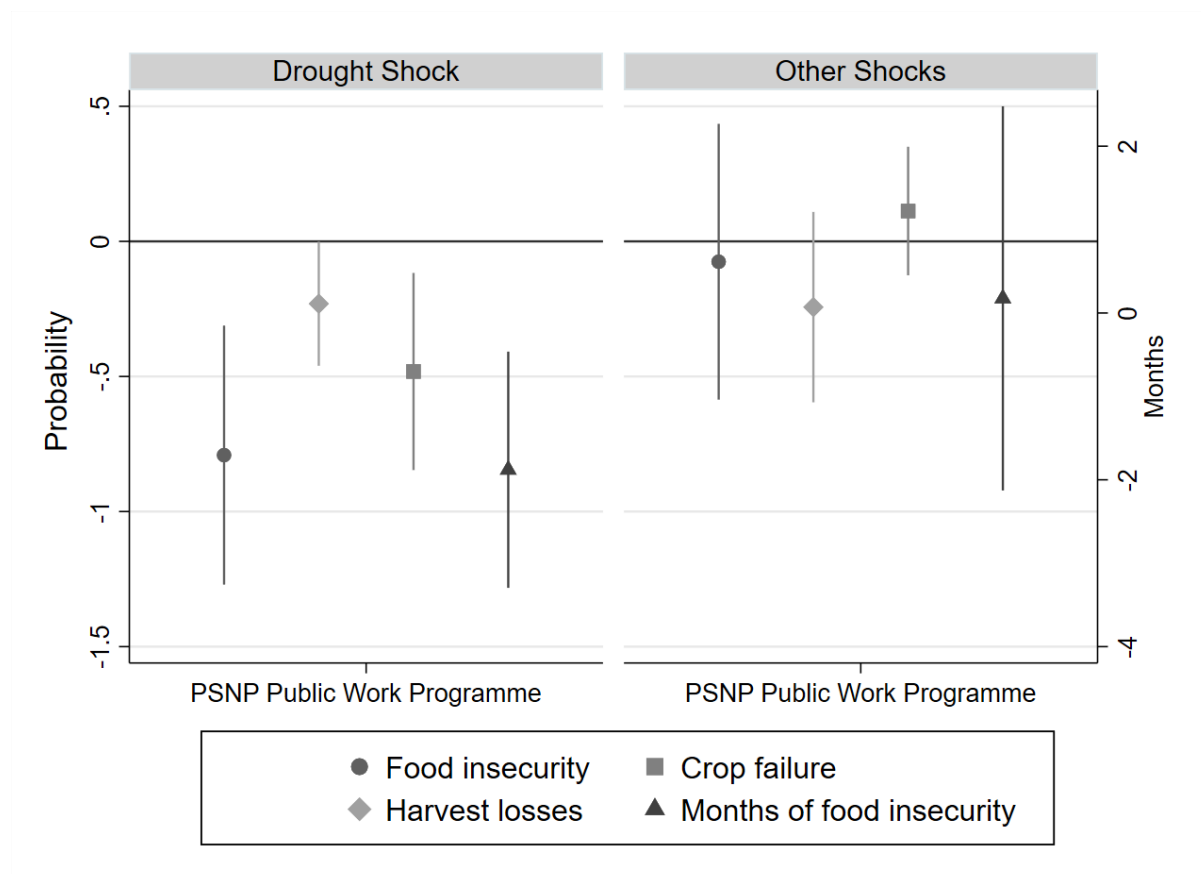 Drought Shock
Other Shocks
Probability
.5
0
-.5
-1
-1.5
2
0
-2
-4
Months
PSNP Public Work Programme
PSNP Public Work Programme
Food insecurity
Crop failure
Harvest losses
Months of food insecurity